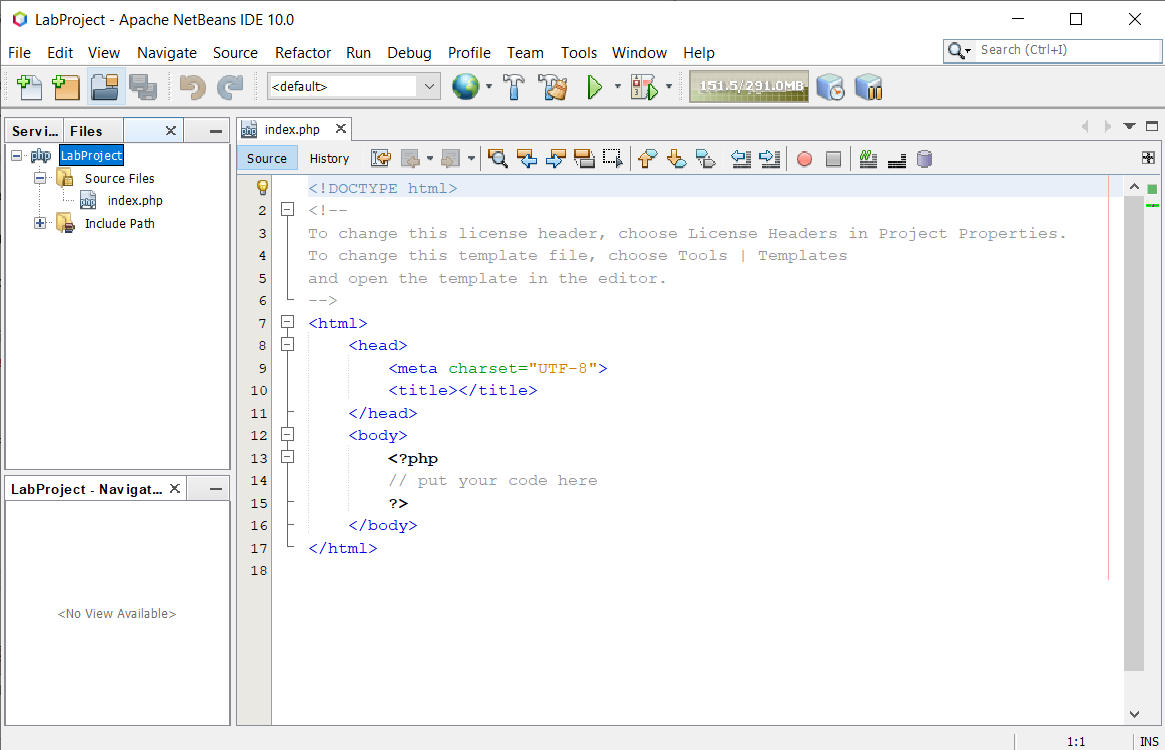 LabProject - Apache NetBeans IDE 10.0
File Edit View Navigate Source Refactor Run Debug Profile Team Tools Window Help
Search (Ctrl+I)
<default>
151.5/291.0MB
Servi... Files
php LabProject
Source Files
php index.php
Include Path
LabProject - Navigat...
<No View Available>
php index.php
Source History
<!DOCTYPE html>
2 <!--
3 To change this license header, choose License Headers in Project Properties.
4 To change this template file, choose Tools | Templates
5 and open the template in the editor.
6 -->
7 <html>
8 <head>
9 <meta charset="UTF-8">
10 <title></title>
11 </head>
12 <body>
13 <?php
14 // put your code here
15 ?>
16 </body>
17 </html>
18
1:1 INS